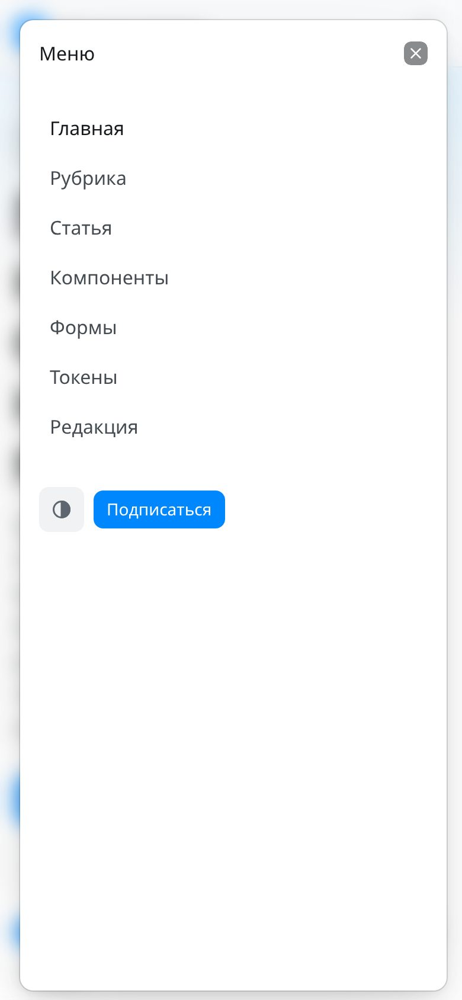 Меню
Главная
Рубрика
Статья
Компоненты
Формы
Токены
Редакция
Подписаться